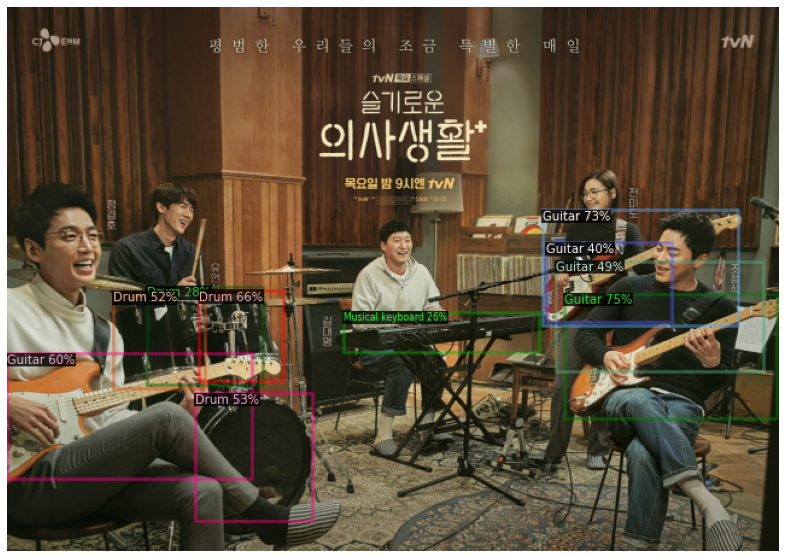 CJ ENM
평범한 우리들의 조금 특별한 매일
tvN
tvN 목요스페셜
슬기로운
의사생활+
목요일 밤 9시엔 tvN
정경호
유연석
김대명
전미도
조정석
Guitar 73%
Guitar 40%
Guitar 49%
Guitar 75%
Drum 28%
Drum 52%
Drum 66%
Musical keyboard 26%
Guitar 60%
Drum 53%